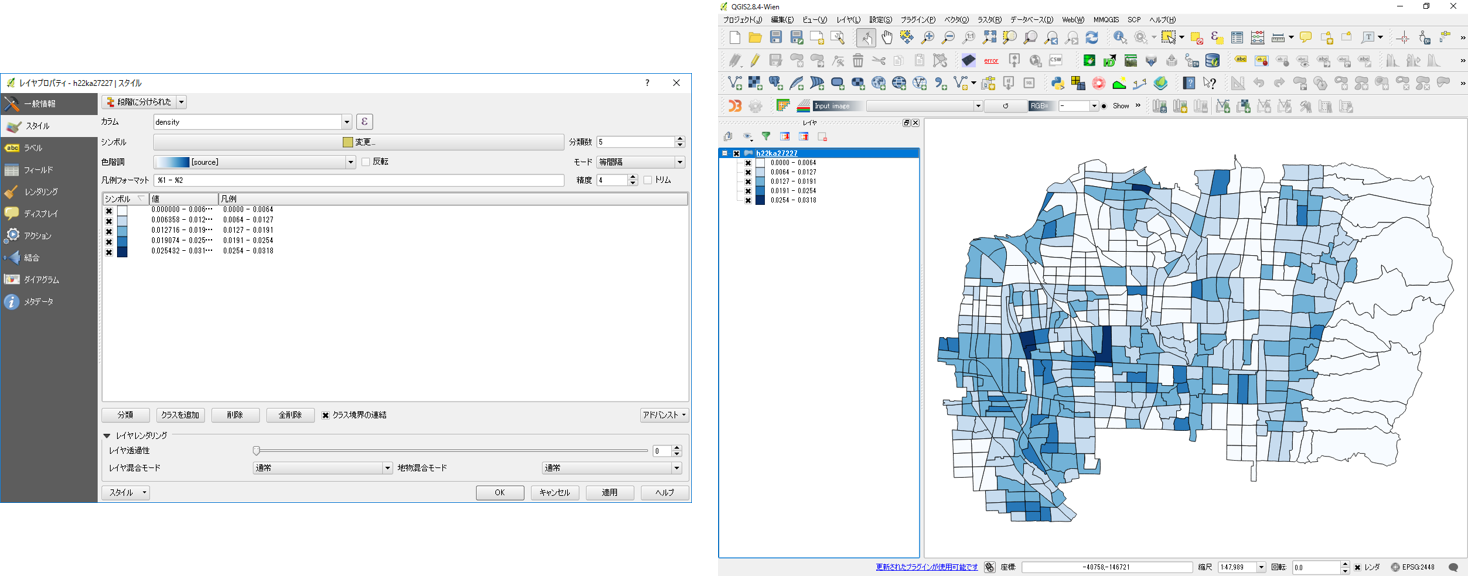 レイヤプロパティ - h22ka27227 | スタイル
一般情報
スタイル
ラベル
フィールド
レンダリング
ディスプレイ
アクション
結合
ダイアグラム
メタデータ
段階に分けられた
カラム density ε
シンボル 変更... 分類数 5
色階調 [source] 反転 モード 等間隔
凡例フォーマット %1 - %2 精度 4 トリム
シンボル 値 凡例
0.000000 - 0.006… 0.0000 - 0.0064
0.006358 - 0.012… 0.0064 - 0.0127
0.012716 - 0.019… 0.0127 - 0.0191
0.019074 - 0.025… 0.0191 - 0.0254
0.025432 - 0.031… 0.0254 - 0.0318
分類 クラスを追加 削除 全削除 クラス境界の連結 アドバンスト
レイヤレンダリング
レイヤ透過性 0
レイヤ混合モード 通常 地物混合モード 通常
スタイル OK キャンセル 適用 ヘルプ
QGIS2.8.4-Wien
プロジェクト(J) 編集(E) ビュー(V) レイヤ(L) 設定(S) プラグイン(P) ベクタ(O) ラスタ(R) データベース(D) Web(W) MMQGIS SCP ヘルプ(H)
error
CSW
abc
Input image RGB= - Show »
レイヤ
h22ka27227
0.0000 - 0.0064
0.0064 - 0.0127
0.0127 - 0.0191
0.0191 - 0.0254
0.0254 - 0.0318
更新されたプラグインが使用可能です 座標: -40758,-146721 縮尺 1:47,989 回転: 0.0 レンダ EPSG:2448